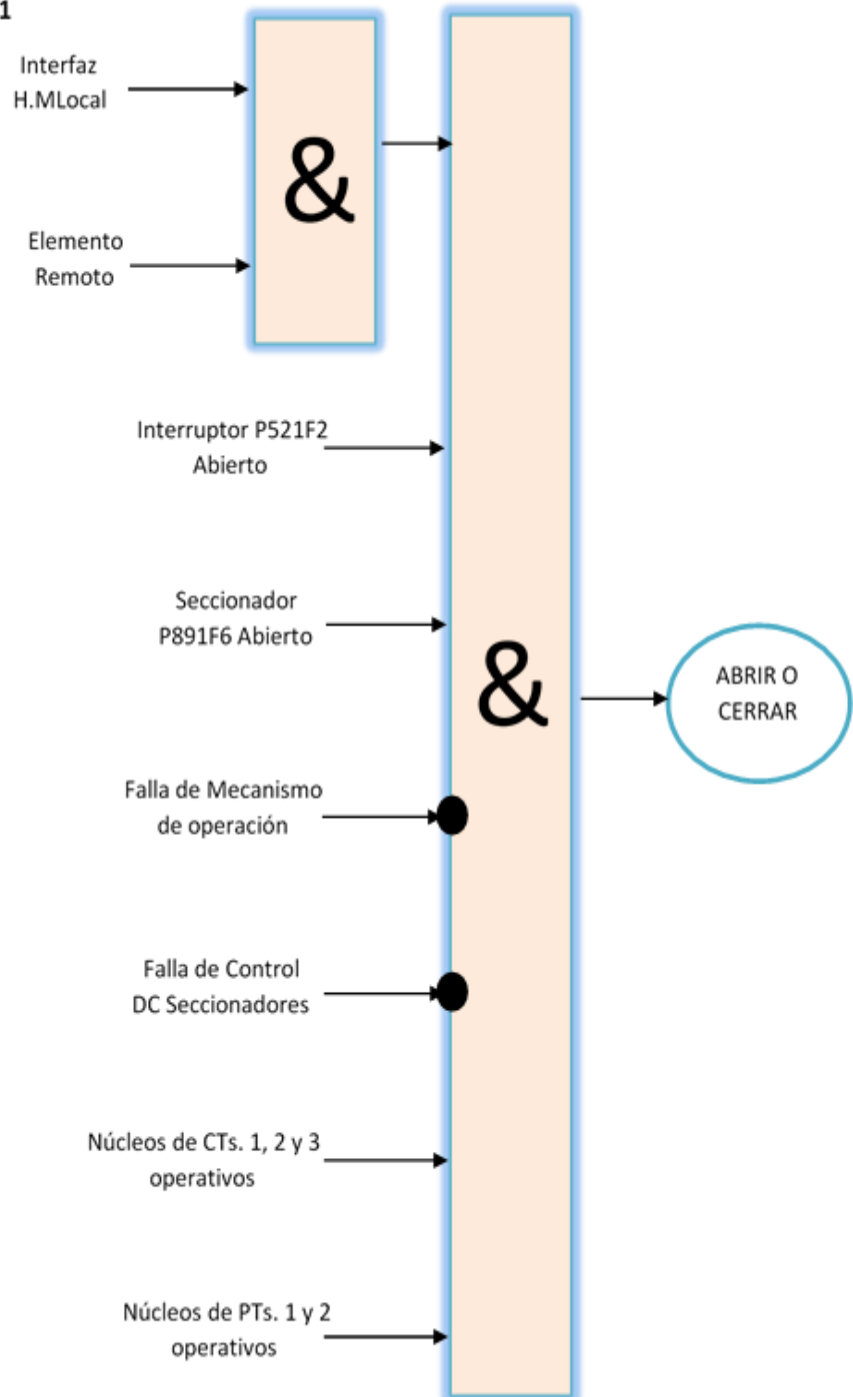 1
Interfaz
H.MLocal
&
Elemento
Remoto
Interruptor P521F2
Abierto
Seccionador
P891F6 Abierto
&
ABRIR O
CERRAR
Falla de Mecanismo
de operación
Falla de Control
DC Seccionadores
Núcleos de CTs. 1, 2 y 3
operativos
Núcleos de PTs. 1 y 2
operativos